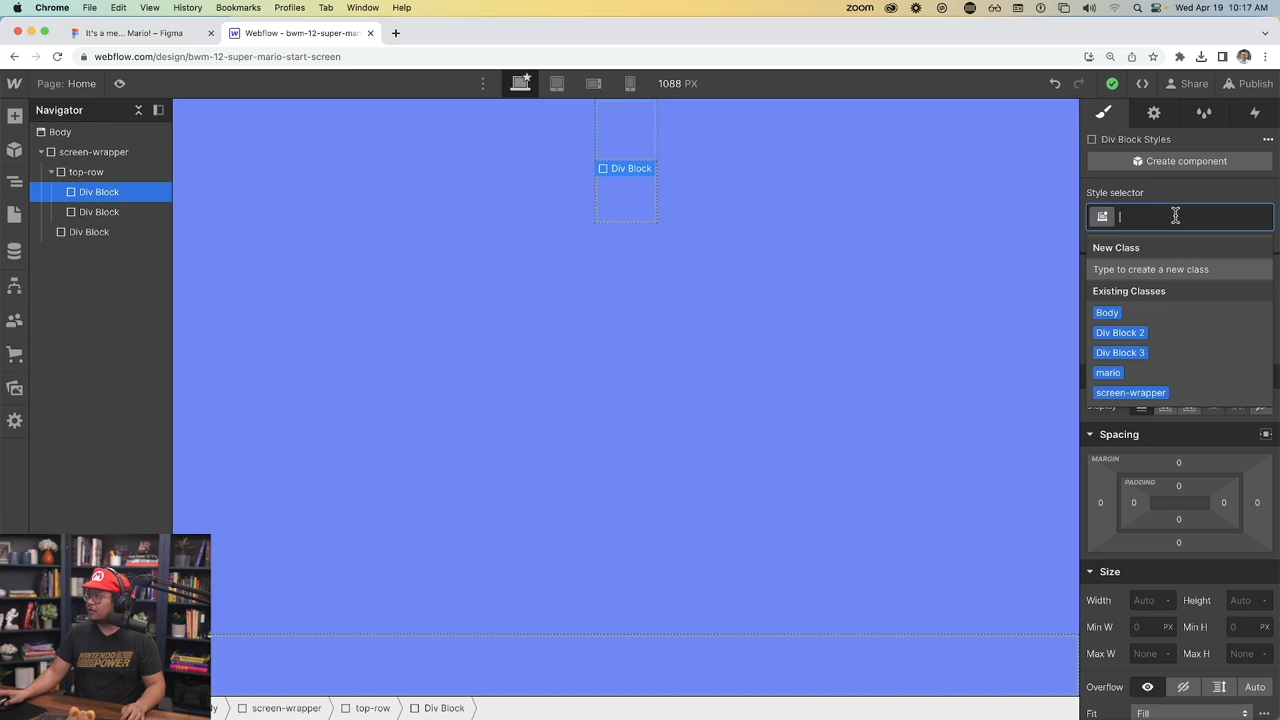 Chrome File Edit View History Bookmarks Profiles Tab Window Help zoom Wed Apr 19 10:17 AM
It's a me... Mario! – Figma
Webflow - bwm-12-super-mar
webflow.com/design/bwm-12-super-mario-start-screen
Page: Home 1088 PX Share Publish
Navigator
Body
screen-wrapper
top-row
Div Block
Div Block
Div Block
Div Block
Div Block Styles
Create component
Style selector
New Class
Type to create a new class
Existing Classes
Body
Div Block 2
Div Block 3
mario
screen-wrapper
Display
Spacing
MARGIN
0
PADDING
0
0 0 0 0
0
0
Size
Width Auto - Height Auto -
Min W 0 PX Min H 0 PX
Max W None - Max H None -
Overflow Auto
Fit Fill
NINTENDO
POWER
y screen-wrapper top-row Div Block